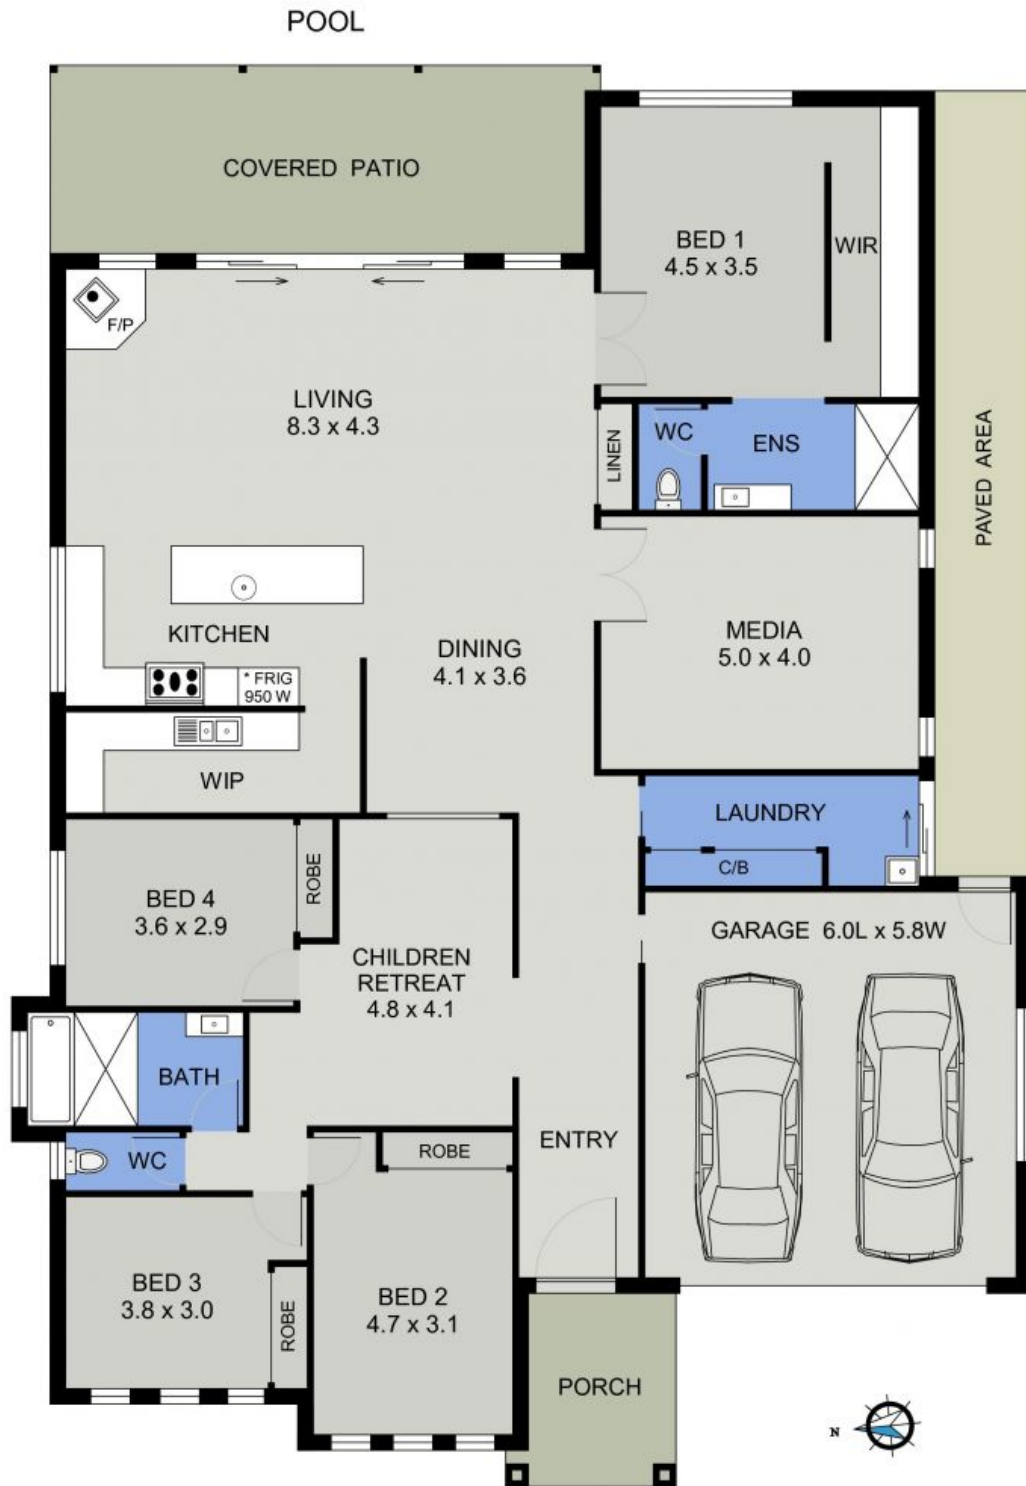 POOL
COVERED PATIO
BED 1
4.5 x 3.5
WIR
F/P
LIVING
8.3 x 4.3
LINEN
WC
ENS
PAVED AREA
KITCHEN
* FRIG
950 W
DINING
4.1 x 3.6
MEDIA
5.0 x 4.0
WIP
LAUNDRY
C/B
BED 4
3.6 x 2.9
ROBE
CHILDREN
RETREAT
4.8 x 4.1
GARAGE 6.0L x 5.8W
BATH
WC
ROBE
ENTRY
BED 3
3.8 x 3.0
ROBE
BED 2
4.7 x 3.1
PORCH
N